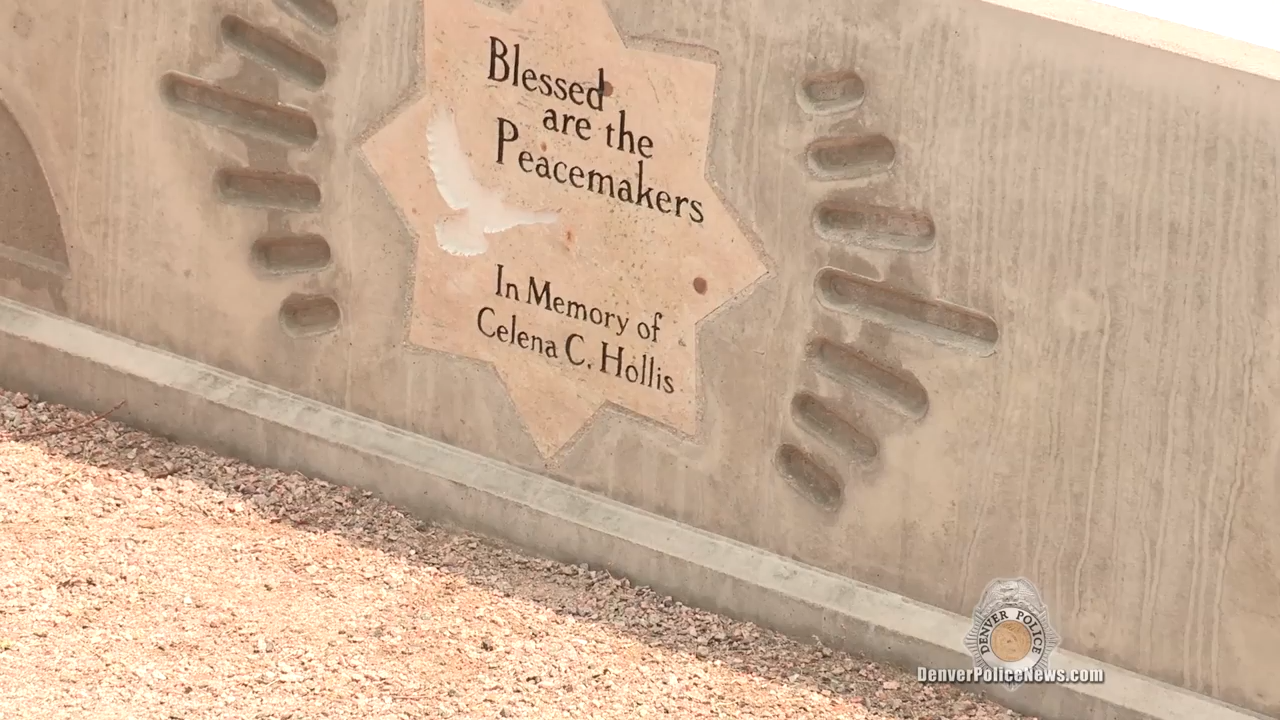 Blessed
are the
Peacemakers
In Memory of
Celena C. Hollis
DENVER POLICE
DenverPoliceNews.com